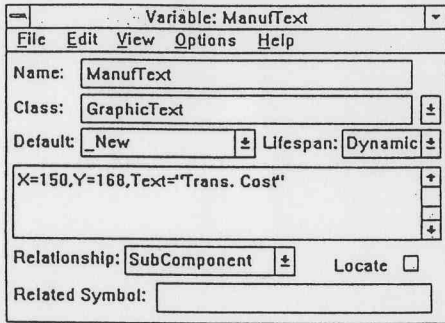 Variable: ManufText
File Edit View Options Help
Name: ManufText
Class: GraphicText
Default: _New Lifespan: Dynamic
X=150,Y=168,Text="Trans. Cost"
Relationship: SubComponent Locate
Related Symbol: